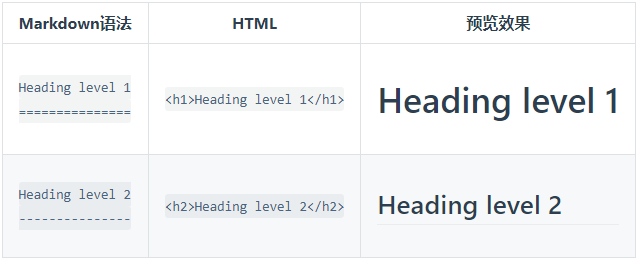 Markdown语法 HTML 预览效果
Heading level 1
===============
<h1>Heading level 1</h1>
Heading level 1
Heading level 2
---------------
<h2>Heading level 2</h2>
Heading level 2